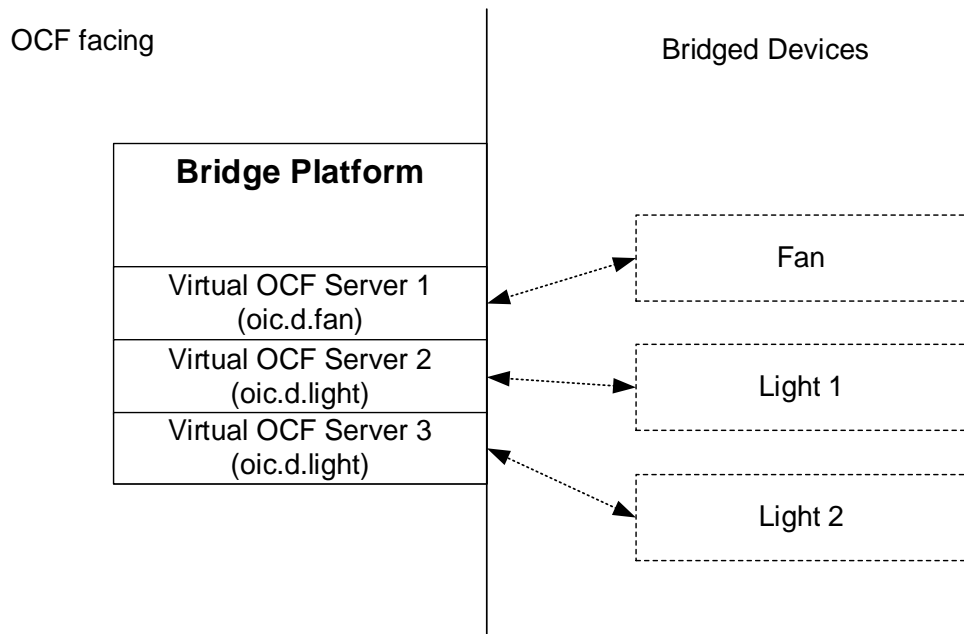 OCF facing
Bridged Devices
Bridge Platform
Virtual OCF Server 1
(oic.d.fan)
Virtual OCF Server 2
(oic.d.light)
Virtual OCF Server 3
(oic.d.light)
Fan
Light 1
Light 2